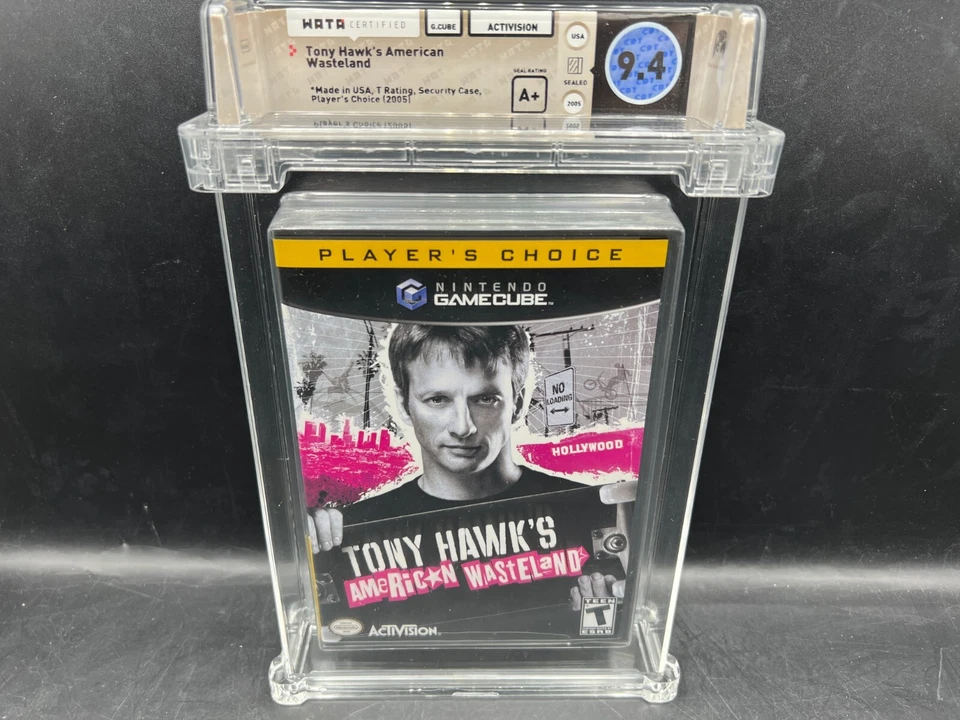 WATA CERTIFIED
G.CUBE
ACTIVISION
USA
Tony Hawk's American
Wasteland
SEAL RATING
A+
SEALED
9.4
*Made in USA, T Rating, Security Case,
Player's Choice (2005)
2005
PLAYER'S CHOICE
NINTENDO
GAMECUBE™
NO
LOADING
HOLLYWOOD
TONY HAWK'S
AMERICAN WASTELAND
ACTIVISION.
TEEN
T
ESRB